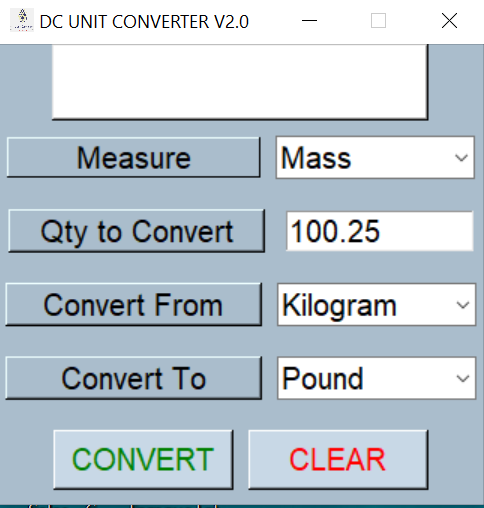 DC UNIT CONVERTER V2.0
Measure Mass
Qty to Convert 100.25
Convert From Kilogram
Convert To Pound
CONVERT CLEAR